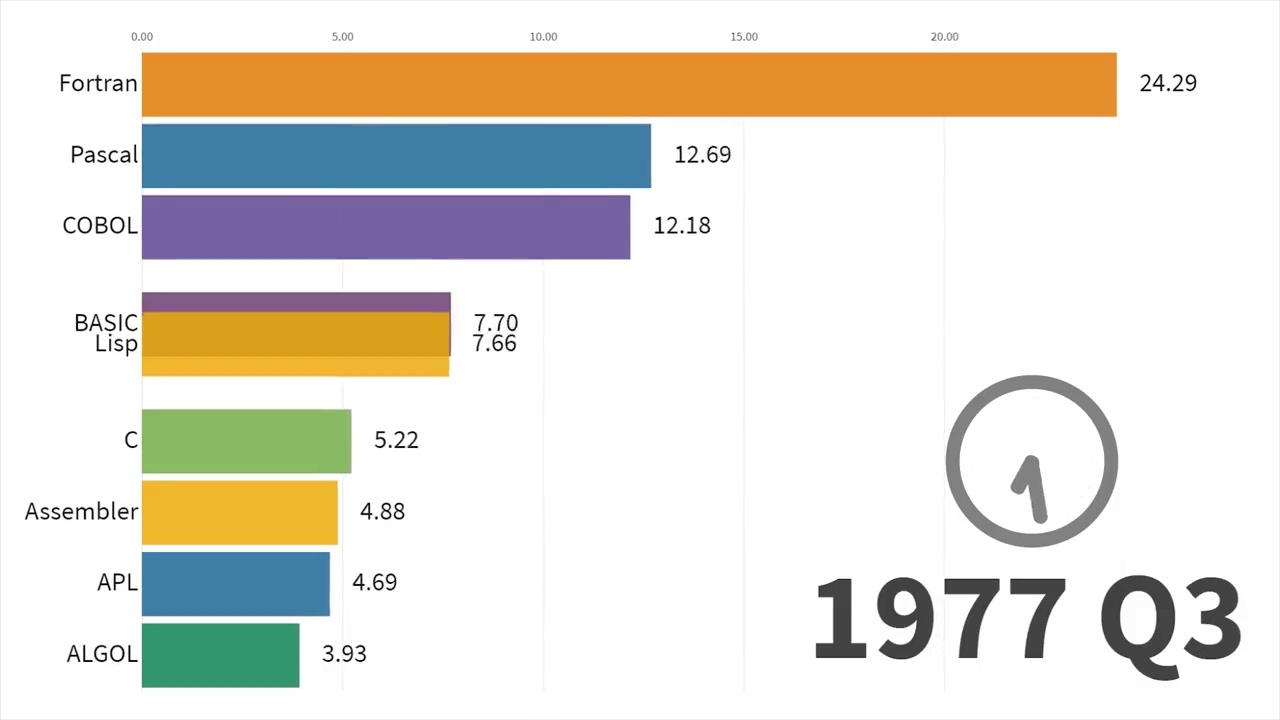 0.00 5.00 10.00 15.00 20.00
Fortran 24.29
Pascal 12.69
COBOL 12.18
BASIC 7.70
Lisp 7.66
C 5.22
Assembler 4.88
APL 4.69
ALGOL 3.93
1977 Q3